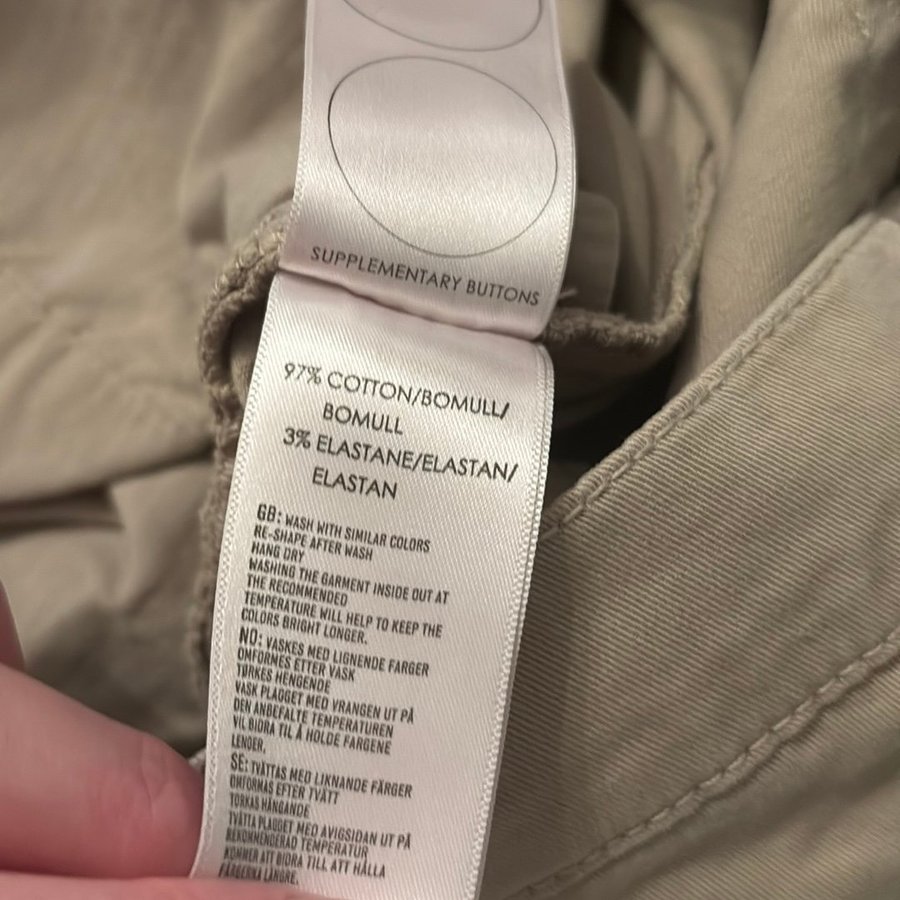 SUPPLEMENTARY BUTTONS
97% COTTON/BOMULL/
BOMULL
3% ELASTANE/ELASTAN/
ELASTAN
GB: WASH WITH SIMILAR COLORS
RE-SHAPE AFTER WASH
HANG DRY
WASHING THE GARMENT INSIDE OUT AT
THE RECOMMENDED
TEMPERATURE WILL HELP TO KEEP THE
COLORS BRIGHT LONGER.
NO: VASKES MED LIGNENDE FARGER
OMFORMES ETTER VASK
TØRKES HENGENDE
VASK PLAGGET MED VRANGEN UT PÅ
DEN ANBEFALTE TEMPERATUREN
VIL BIDRA TIL Å HOLDE FARGENE
LENGER.
SE: TVÄTTAS MED LIKNANDE FÄRGER
OMFORMAS EFTER TVÄTT
TORKAS HÄNGANDE
TVÄTTA PLAGGET MED AVIGSIDAN UT PÅ
REKOMMENDERAD TEMPERATUR
KOMMER ATT BIDRA TILL ATT HÅLLA
FÄRGERNA LÄNGRE.